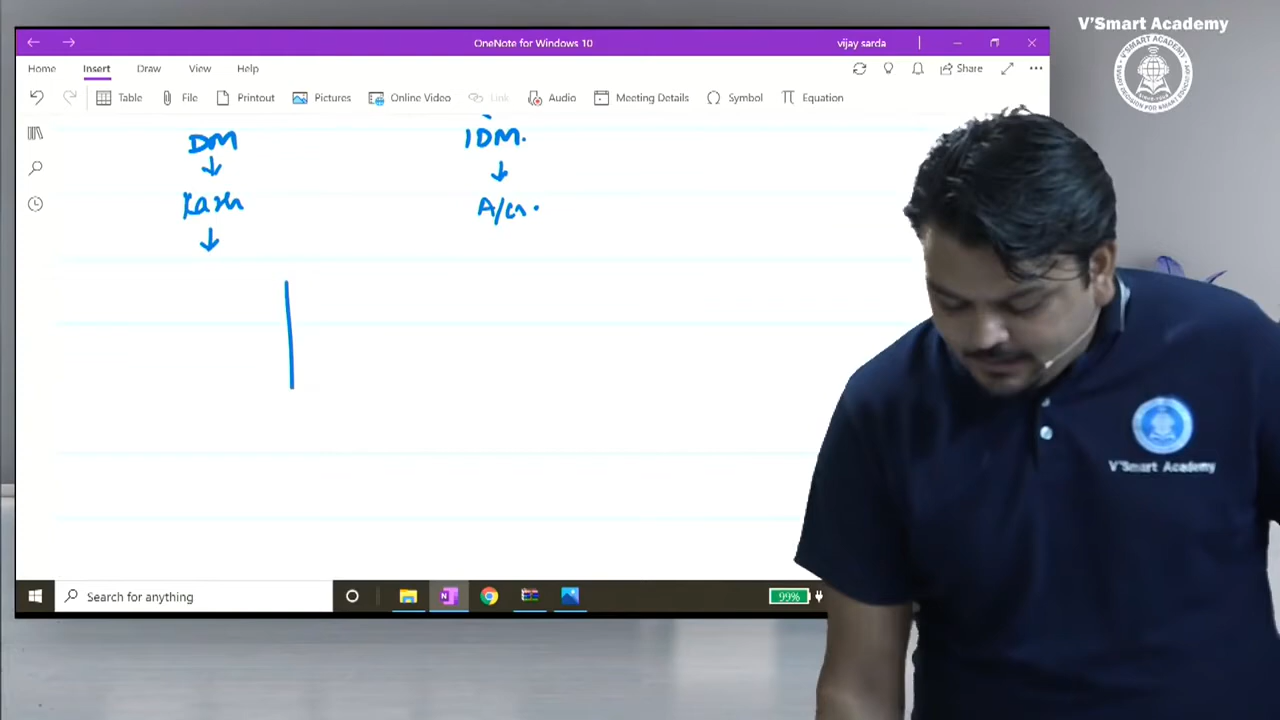 V'Smart Academy
OneNote for Windows 10
vijay sarda
Home Insert Draw View Help
Share
Table File Printout Pictures Online Video Link Audio Meeting Details Symbol Equation
DM IDM.
↓ ↓
↓
Search for anything
99%
V'Smart Academy